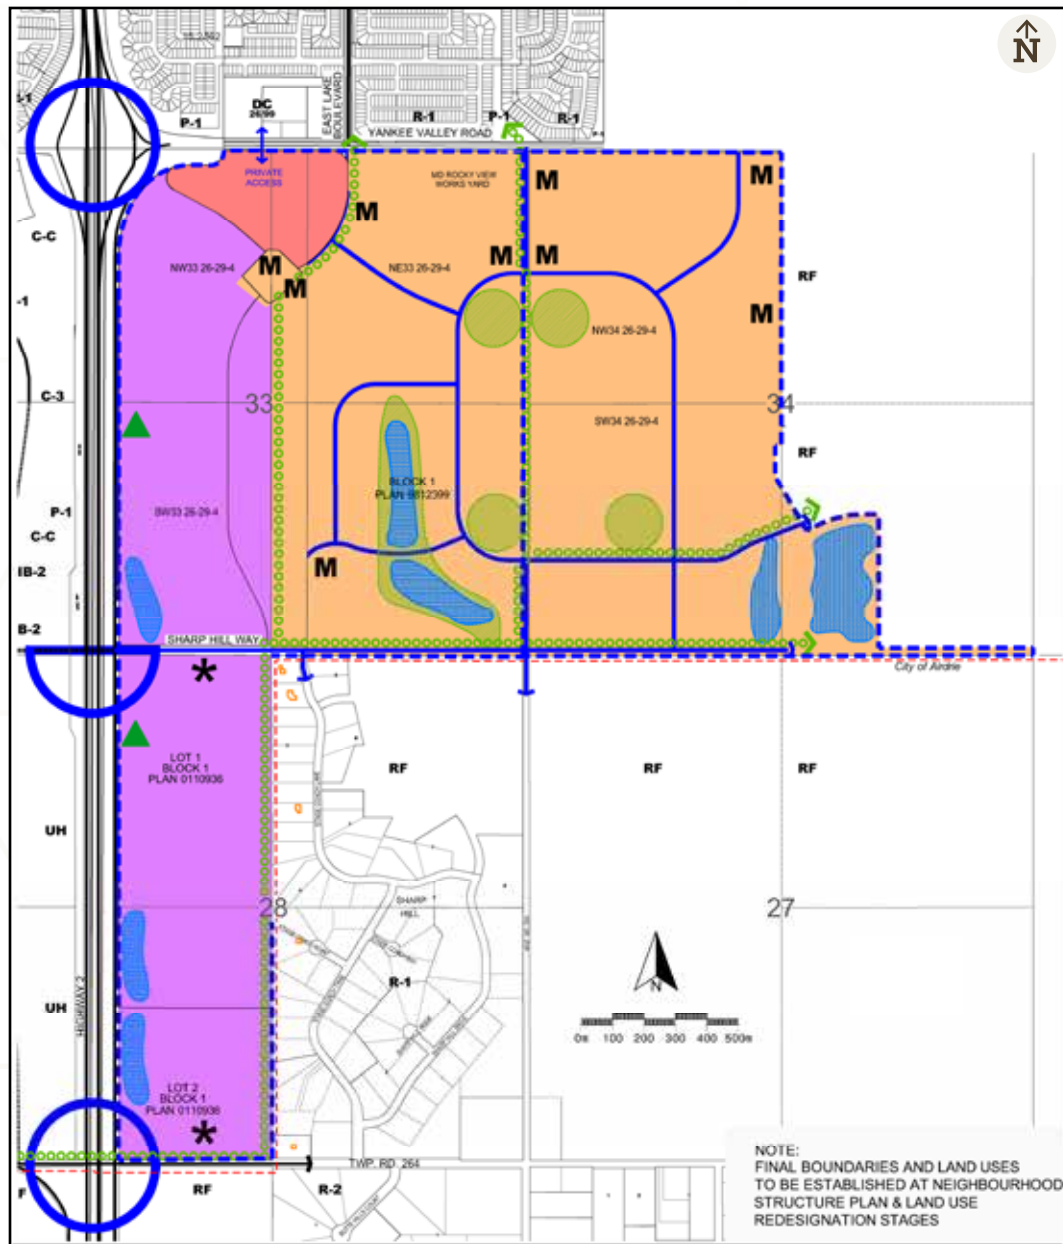 N
P-1
DC
26/99
EAST LAKE
BOULEVARD
R-1
P-1
R-1
YANKEE VALLEY ROAD
PRIVATE
ACCESS
MD ROCKY VIEW
WORKS YARD
M
M
M
C-C
NW33 26-29-4
M
NE33 26-29-4
M
M
RF
M
-1
M
NW34 26-29-4
C-3
33
34
SW34 26-29-4
RF
BLOCK 1
PLAN 9812399
P-1
SW33 26-29-4
C-C
IB-2
M
B-2
SHARP HILL WAY
*
City of Airdrie
LOT 1
BLOCK 1
PLAN 0110936
RF
RF
RF
UH
28
27
SHARP
HILL
R-1
UH
HIGHWAY 2
N
0m 100 200 300 400 500m
LOT 2
BLOCK 1
PLAN 0110936
*
TWP. RD. 264
F
RF
R-2
NOTE:
FINAL BOUNDARIES AND LAND USES
TO BE ESTABLISHED AT NEIGHBOURHOOD
STRUCTURE PLAN & LAND USE
REDESIGNATION STAGES